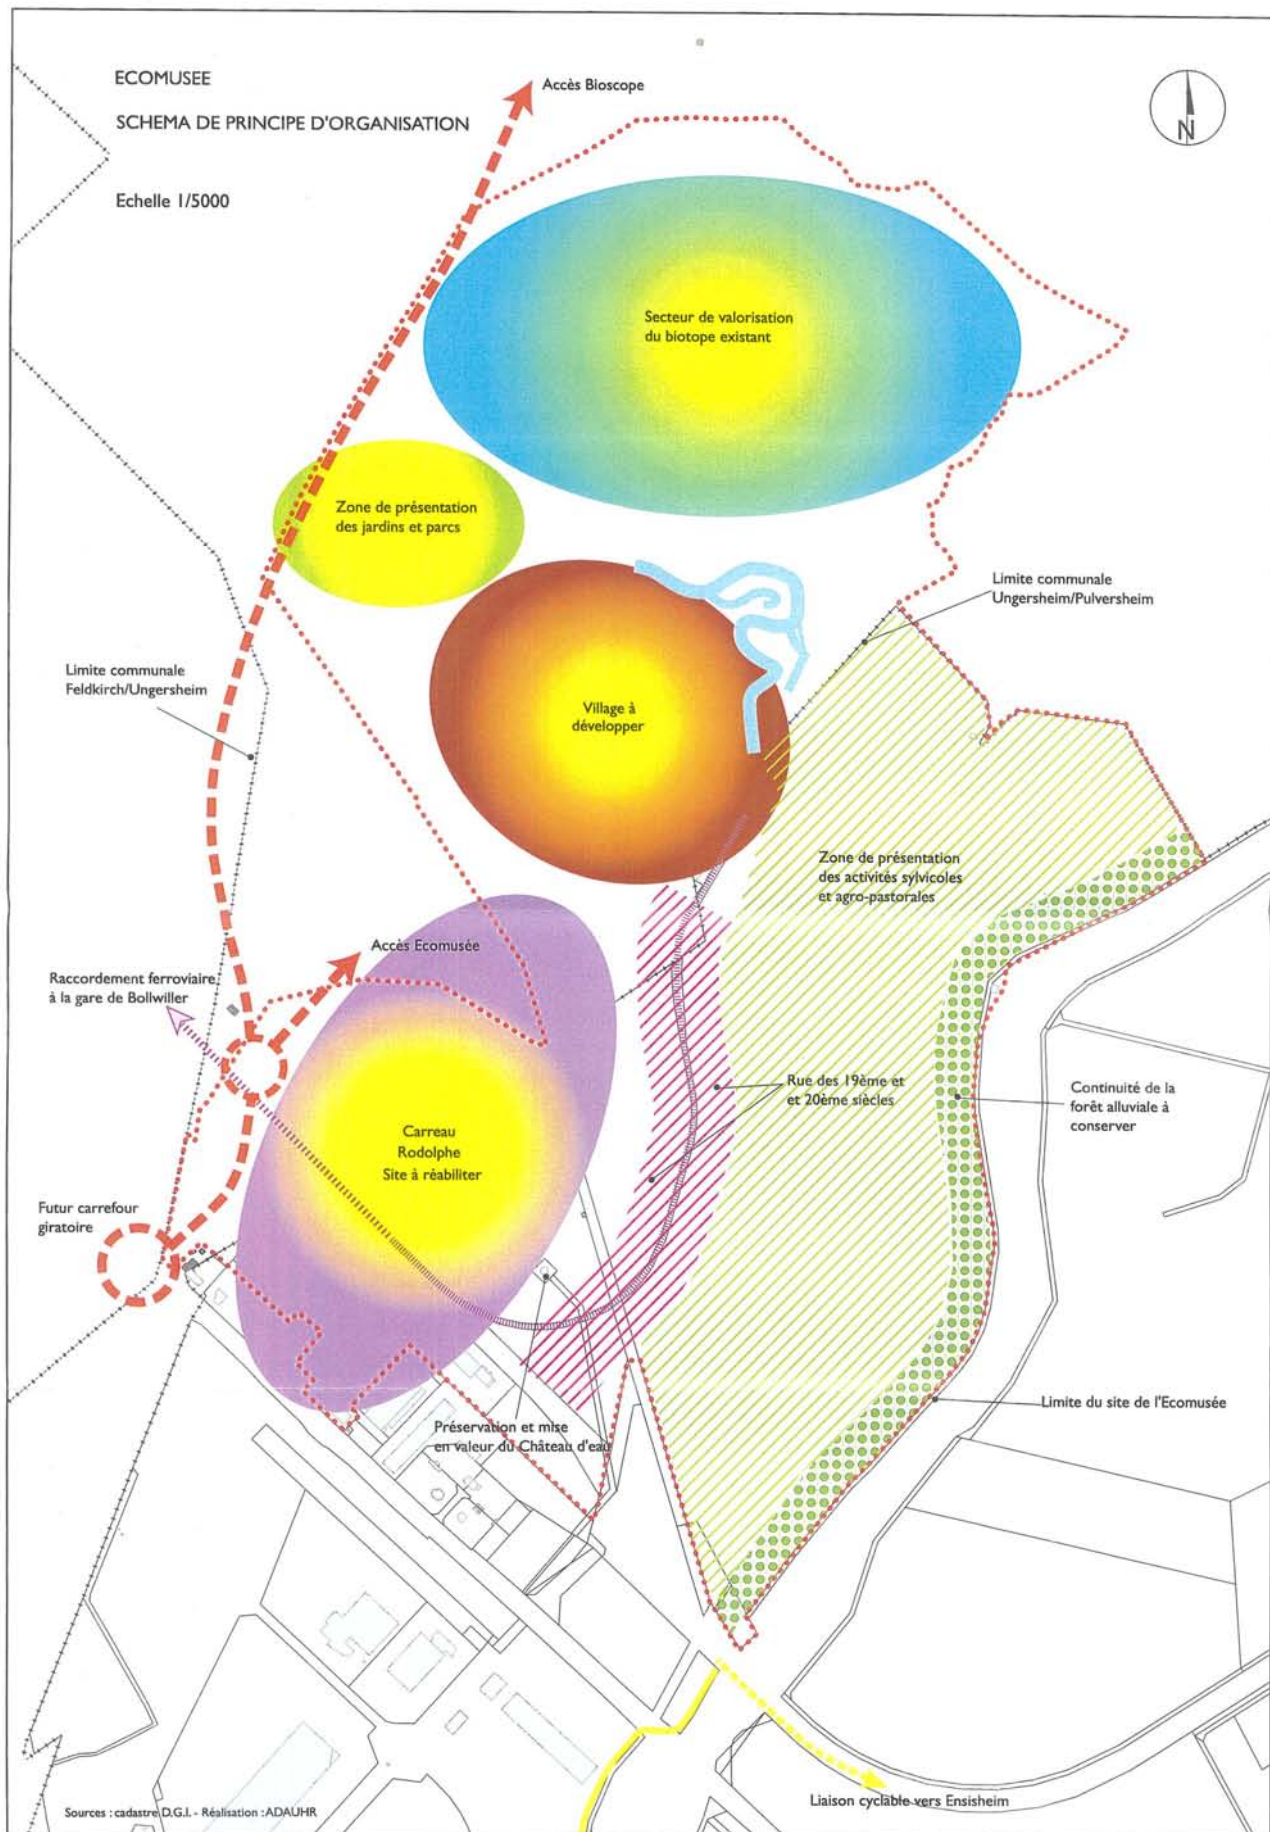 ECOMUSEE
SCHEMA DE PRINCIPE D'ORGANISATION
Echelle 1/5000
Accès Bioscope
N
Secteur de valorisation
du biotope existant
Zone de présentation
des jardins et parcs
Limite communale
Ungersheim/Pulversheim
Limite communale
Feldkirch/Ungersheim
Village à
développer
Zone de présentation
des activités sylvicoles
et agro-pastorales
Accès Ecomusée
Raccordement ferroviaire
à la gare de Bollwiller
Rue des 19ème et
et 20ème siècles
Continuité de la
forêt alluviale à
conserver
Carreau
Rodolphe
Site à réabiliter
Futur carrefour
giratoire
Limite du site de l'Ecomusée
Préservation et mise
en valeur du Château d'eau
Liaison cyclable vers Ensisheim
Sources : cadastre D.G.I. - Réalisation : ADAUHR